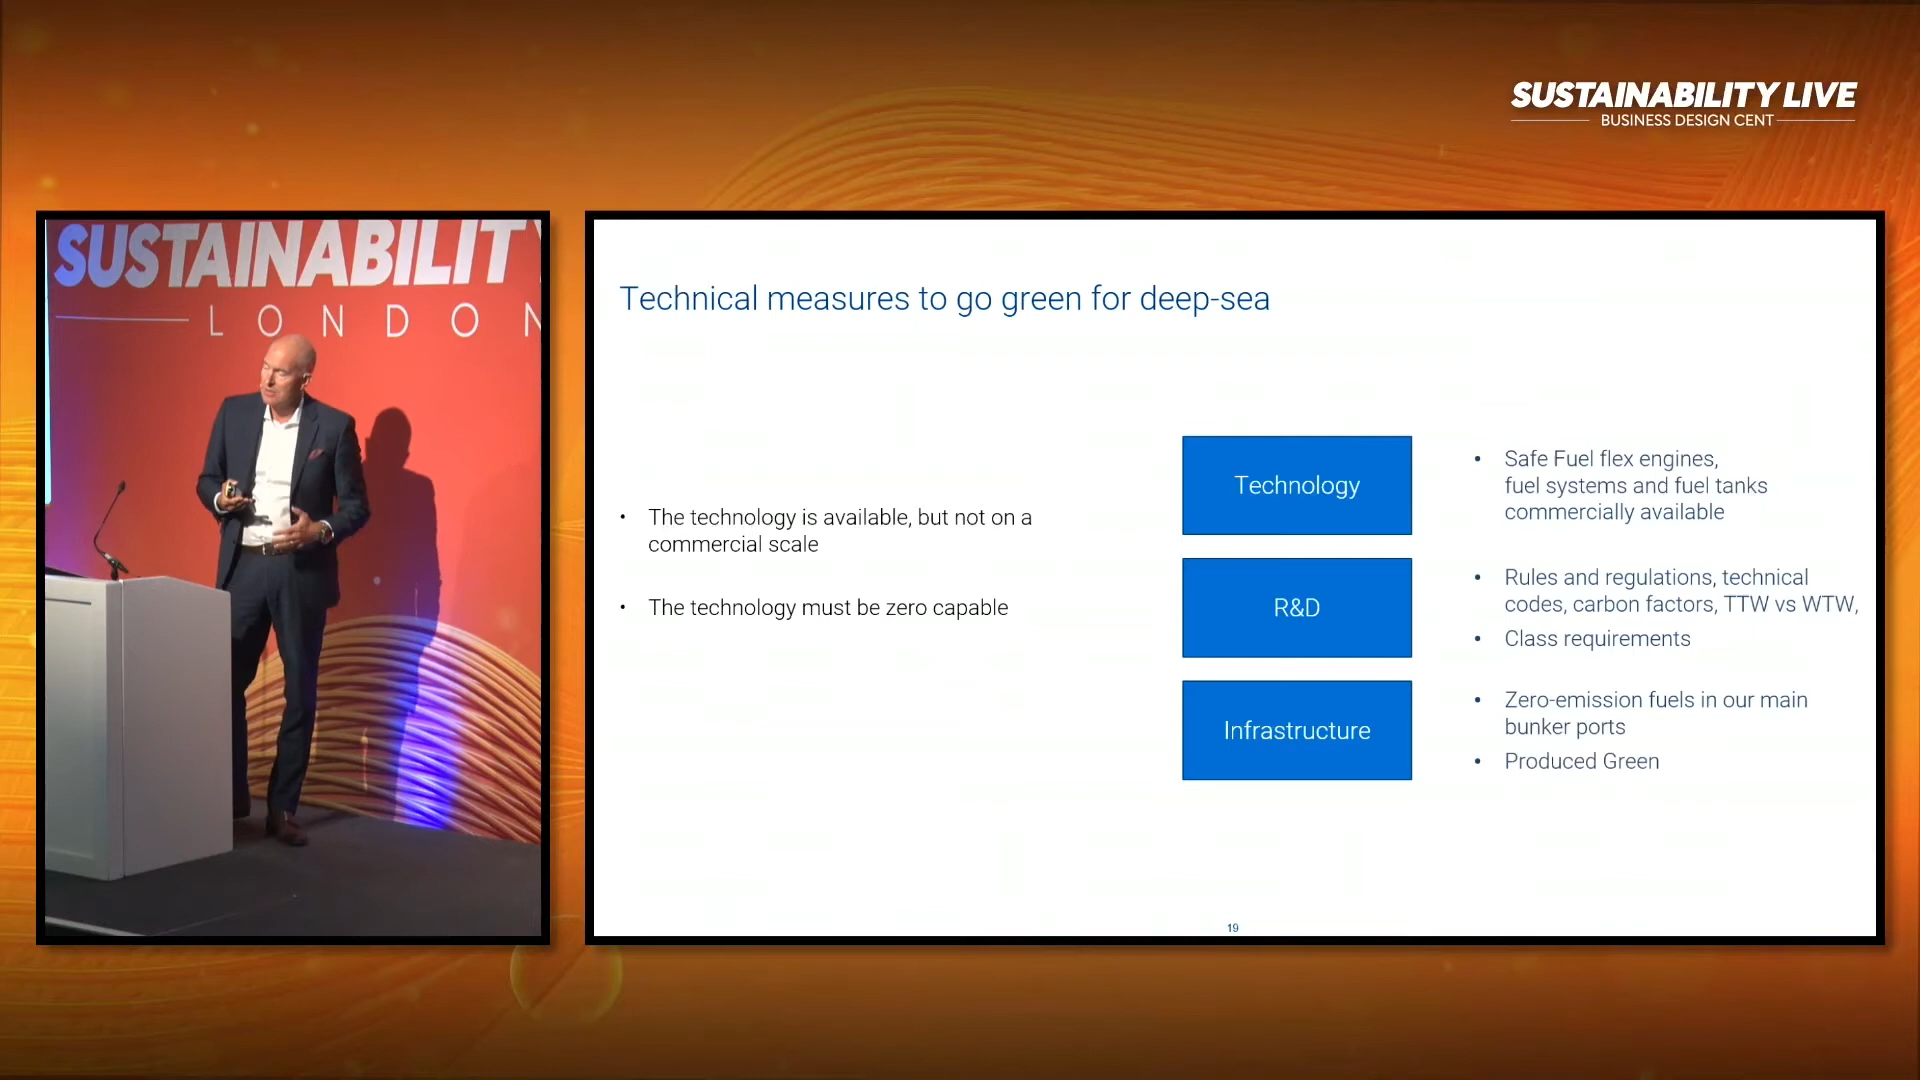 SUSTAINABILITY LIVE
BUSINESS DESIGN CENT
SUSTAINABILITY
LONDON
Technical measures to go green for deep-sea
• The technology is available, but not on a
commercial scale
• The technology must be zero capable
Technology
• Safe Fuel flex engines,
fuel systems and fuel tanks
commercially available
R&D
• Rules and regulations, technical
codes, carbon factors, TTW vs WTW,
• Class requirements
Infrastructure
• Zero-emission fuels in our main
bunker ports
• Produced Green
19